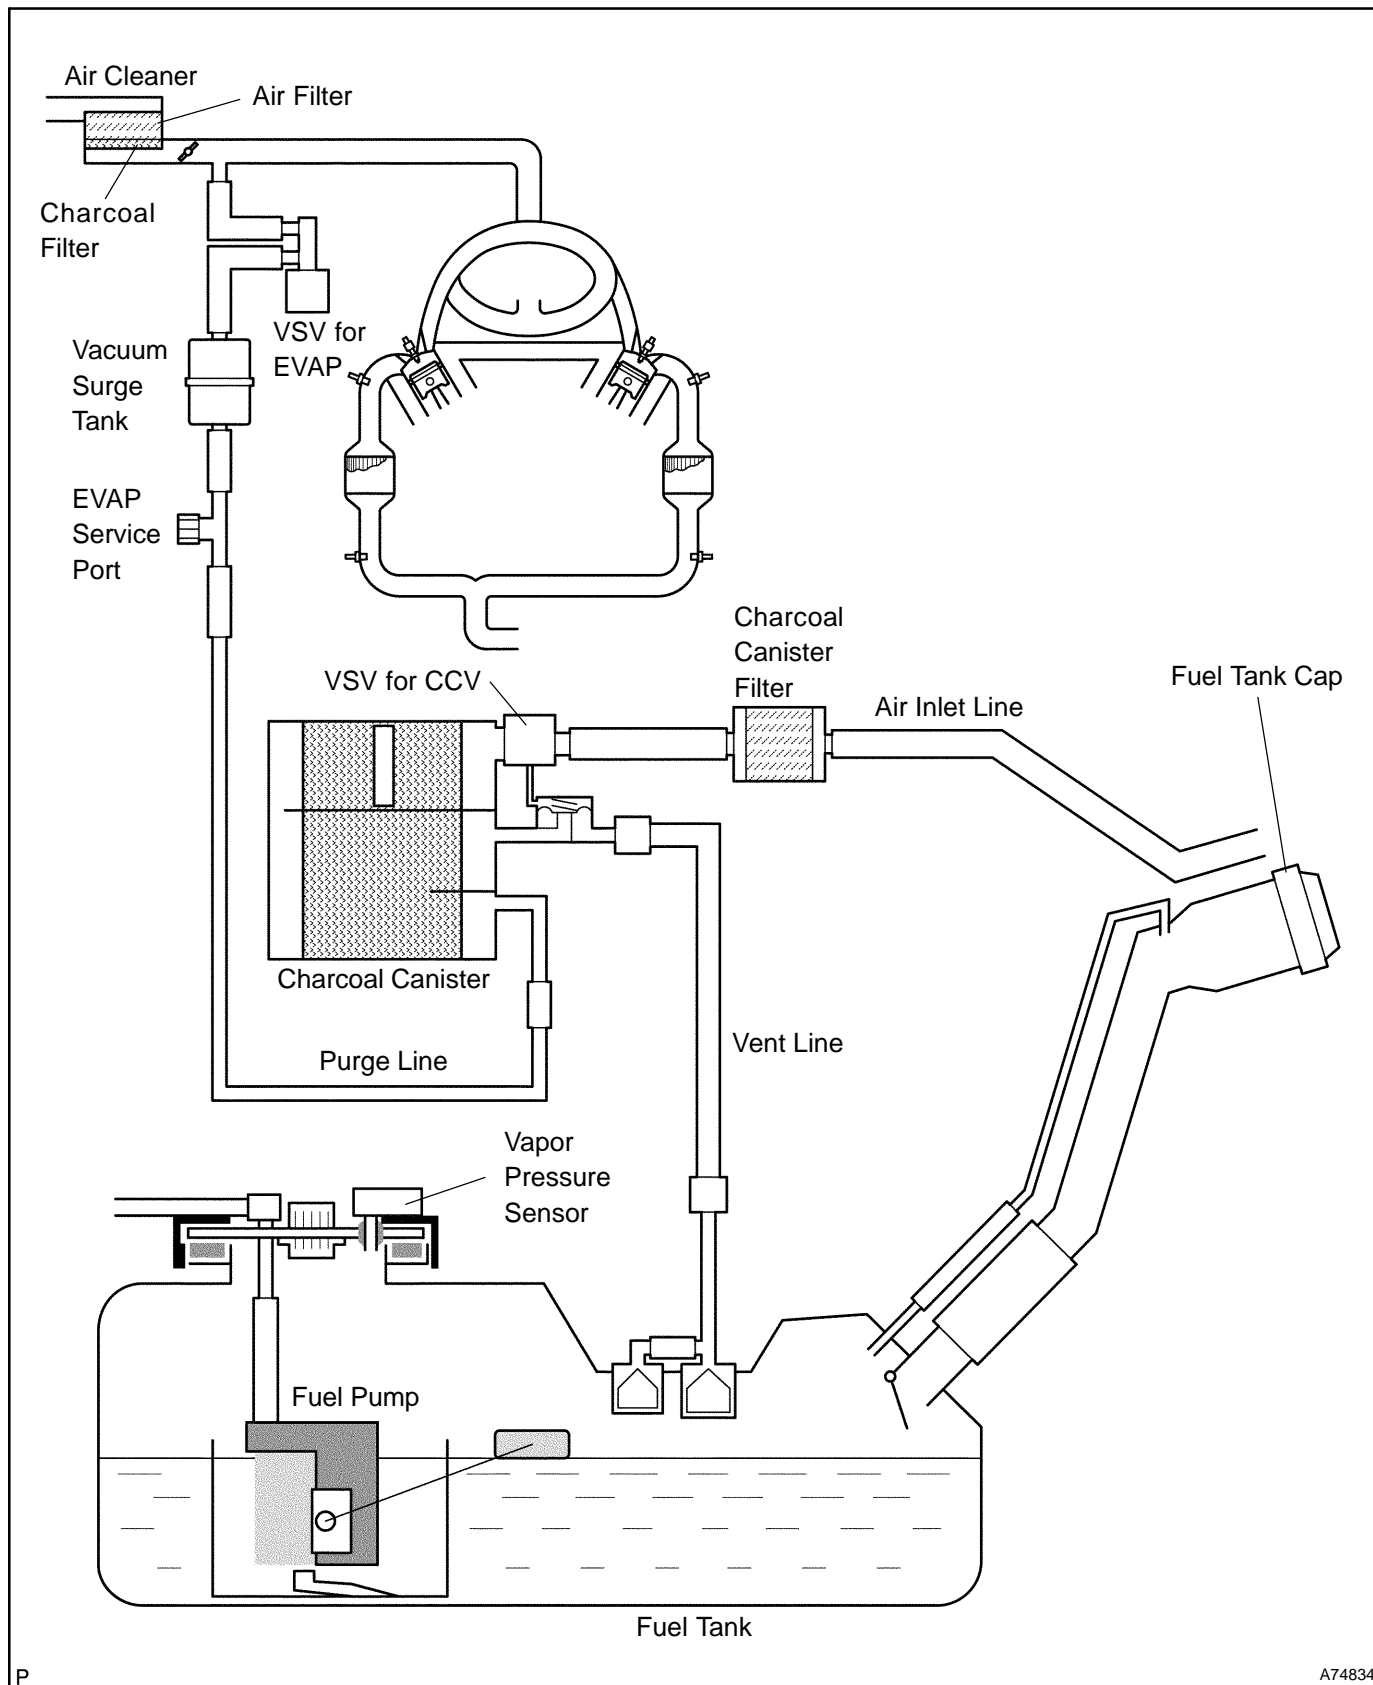 Air Cleaner
Air Filter
Charcoal
Filter
VSV for
EVAP
Vacuum
Surge
Tank
EVAP
Service
Port
Charcoal
Canister
Filter
VSV for CCV
Air Inlet Line
Fuel Tank Cap
Charcoal Canister
Vent Line
Purge Line
Vapor
Pressure
Sensor
Fuel Pump
Fuel Tank
P
A74834